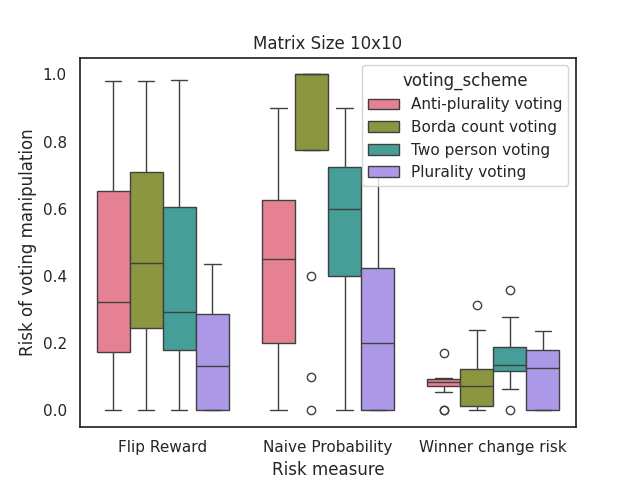 Matrix Size 10x10
voting_scheme
Anti-plurality voting
Borda count voting
Two person voting
Plurality voting
Risk of voting manipulation
1.0
0.8
0.6
0.4
0.2
0.0
Flip Reward
Naive Probability
Winner change risk
Risk measure